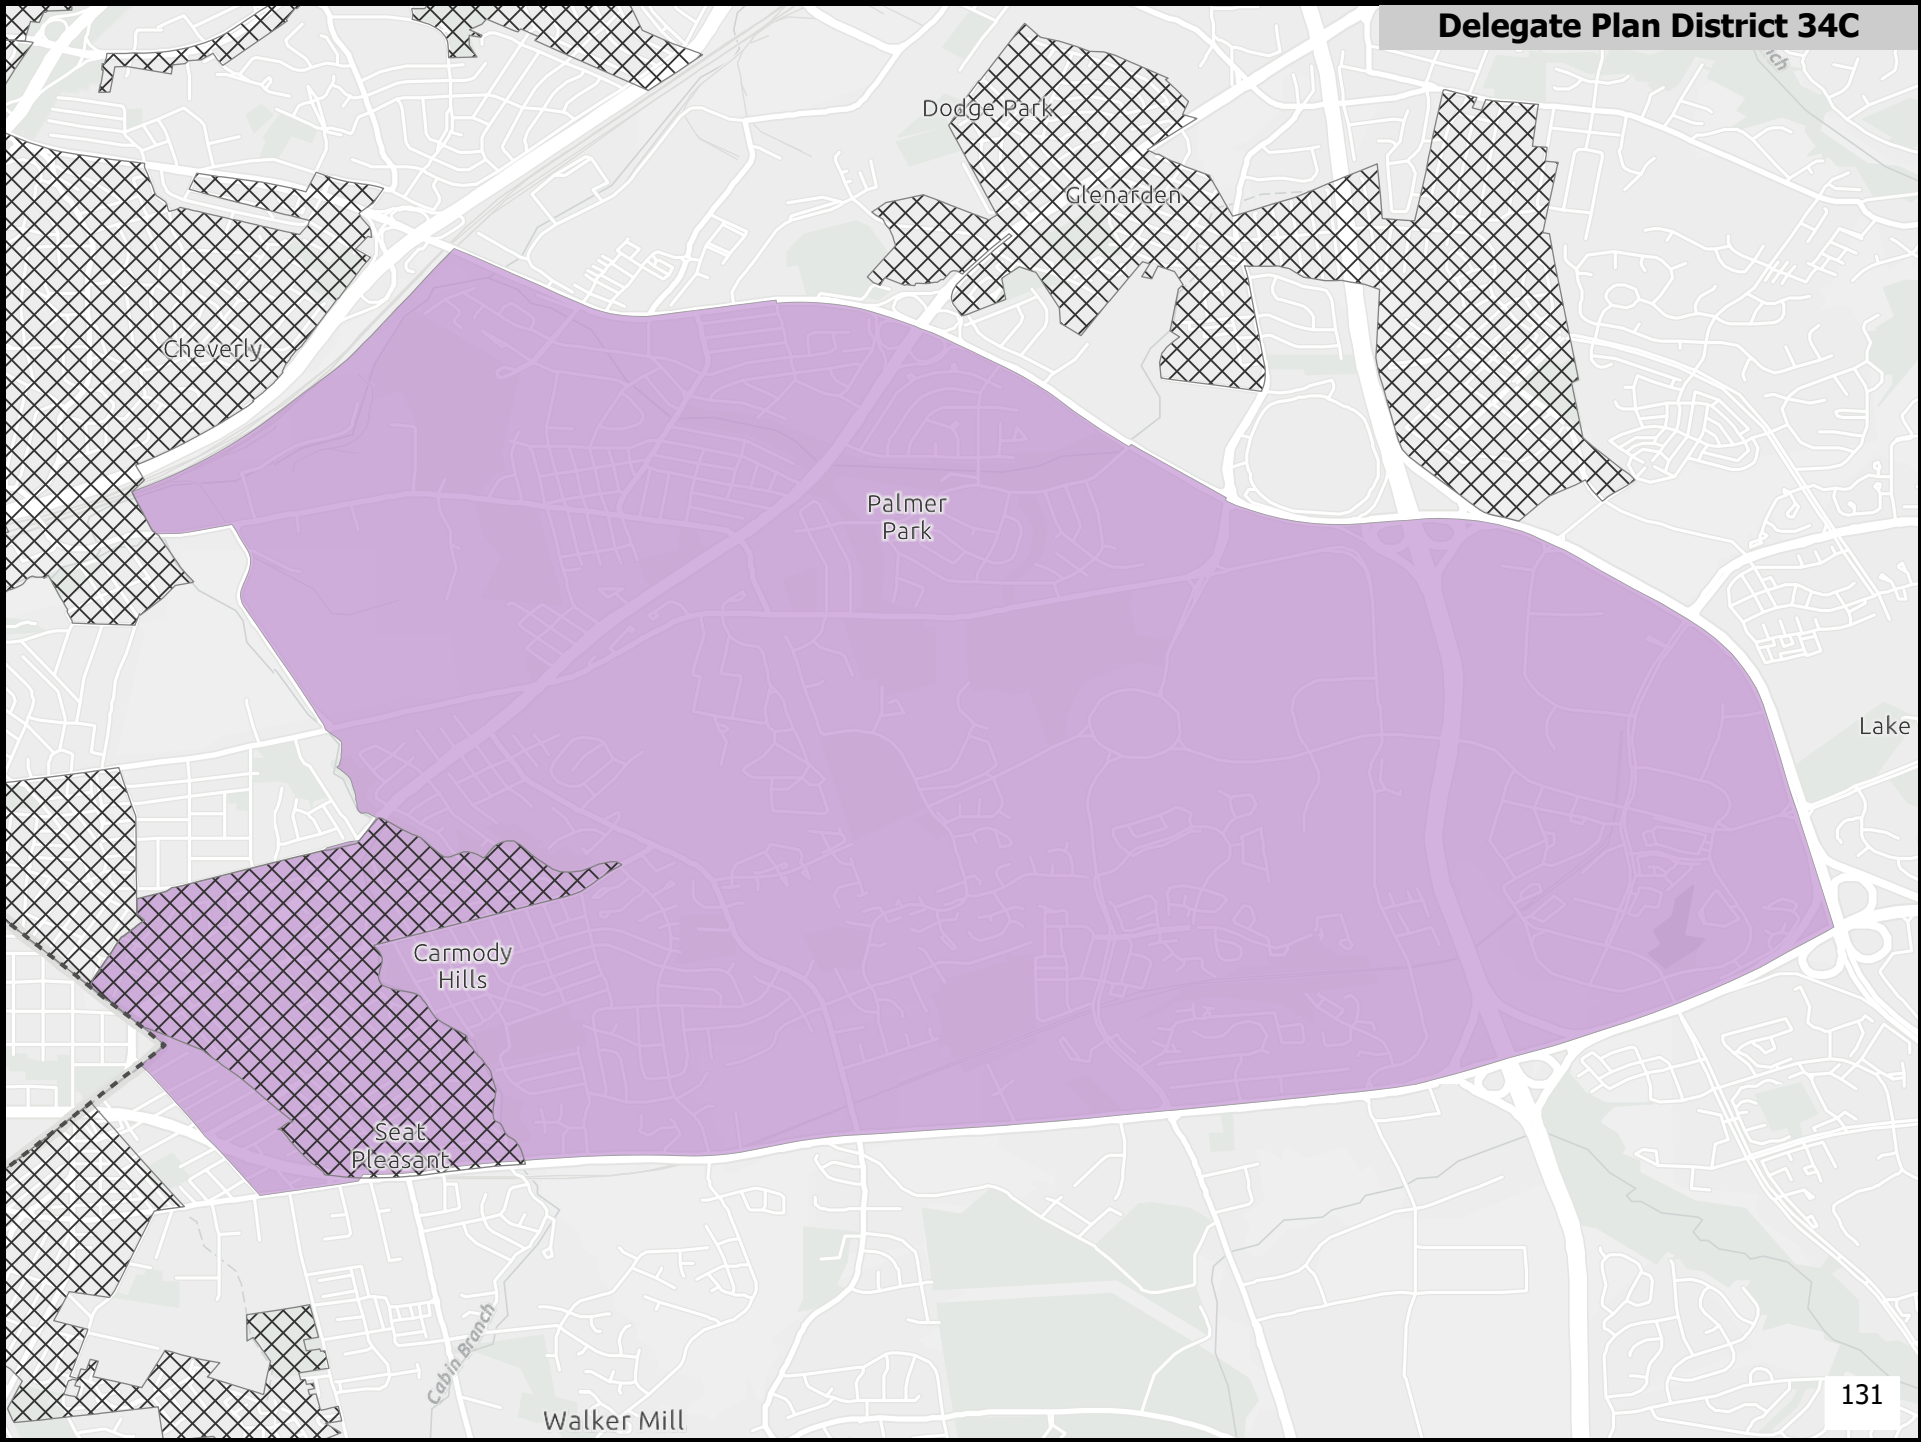 Delegate Plan District 34C
ch
Dodge Park
Glenarden
Cheverly
Palmer
Park
Lake
Carmody
Hills
Seat
Pleasant
Cabin Branch
Walker Mill
131